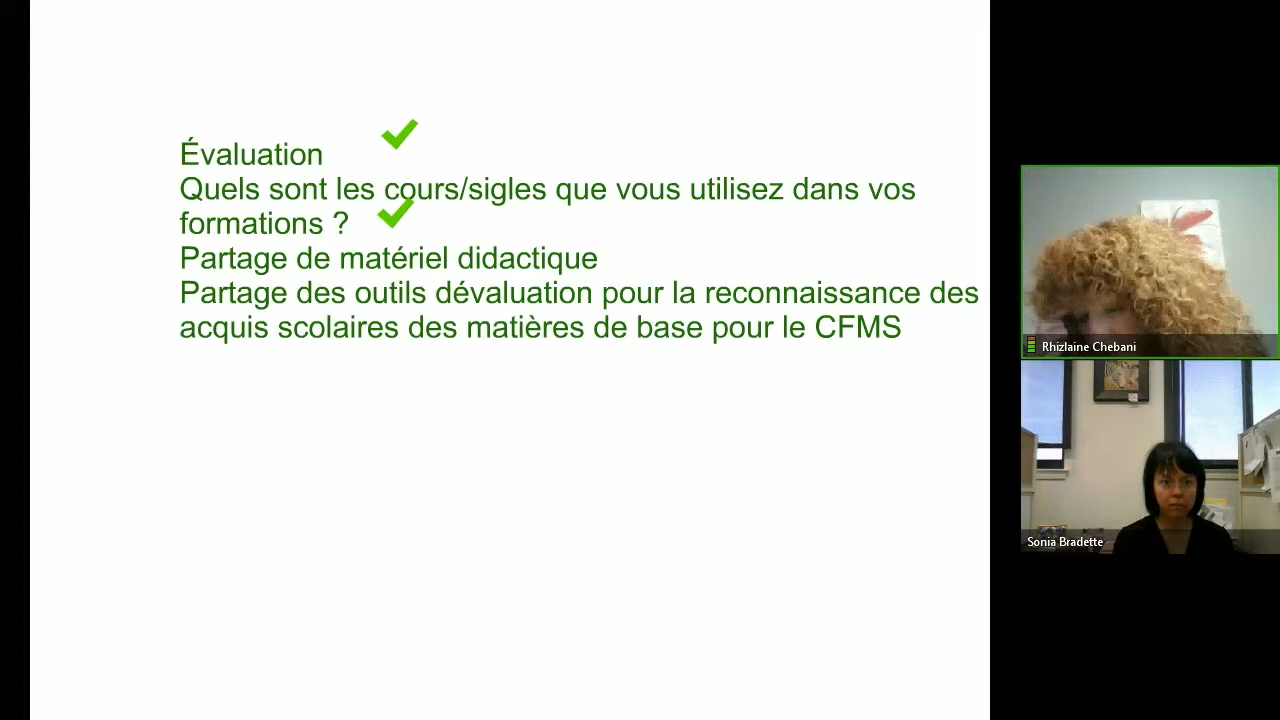 Évaluation
Quels sont les cours/sigles que vous utilisez dans vos
formations ?
Partage de matériel didactique
Partage des outils dévaluation pour la reconnaissance des
acquis scolaires des matières de base pour le CFMS
Rhizlaine Chebani
Sonia Bradette